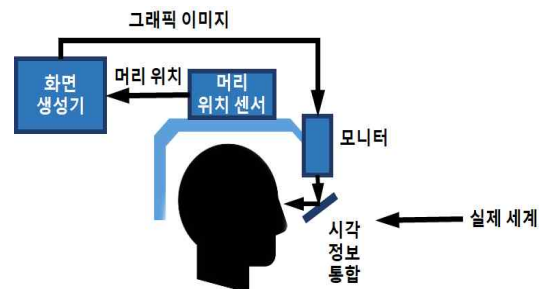 그래픽 이미지
화면
생성기
머리 위치
머리
위치 센서
모니터
시각
정보
통합
실제 세계